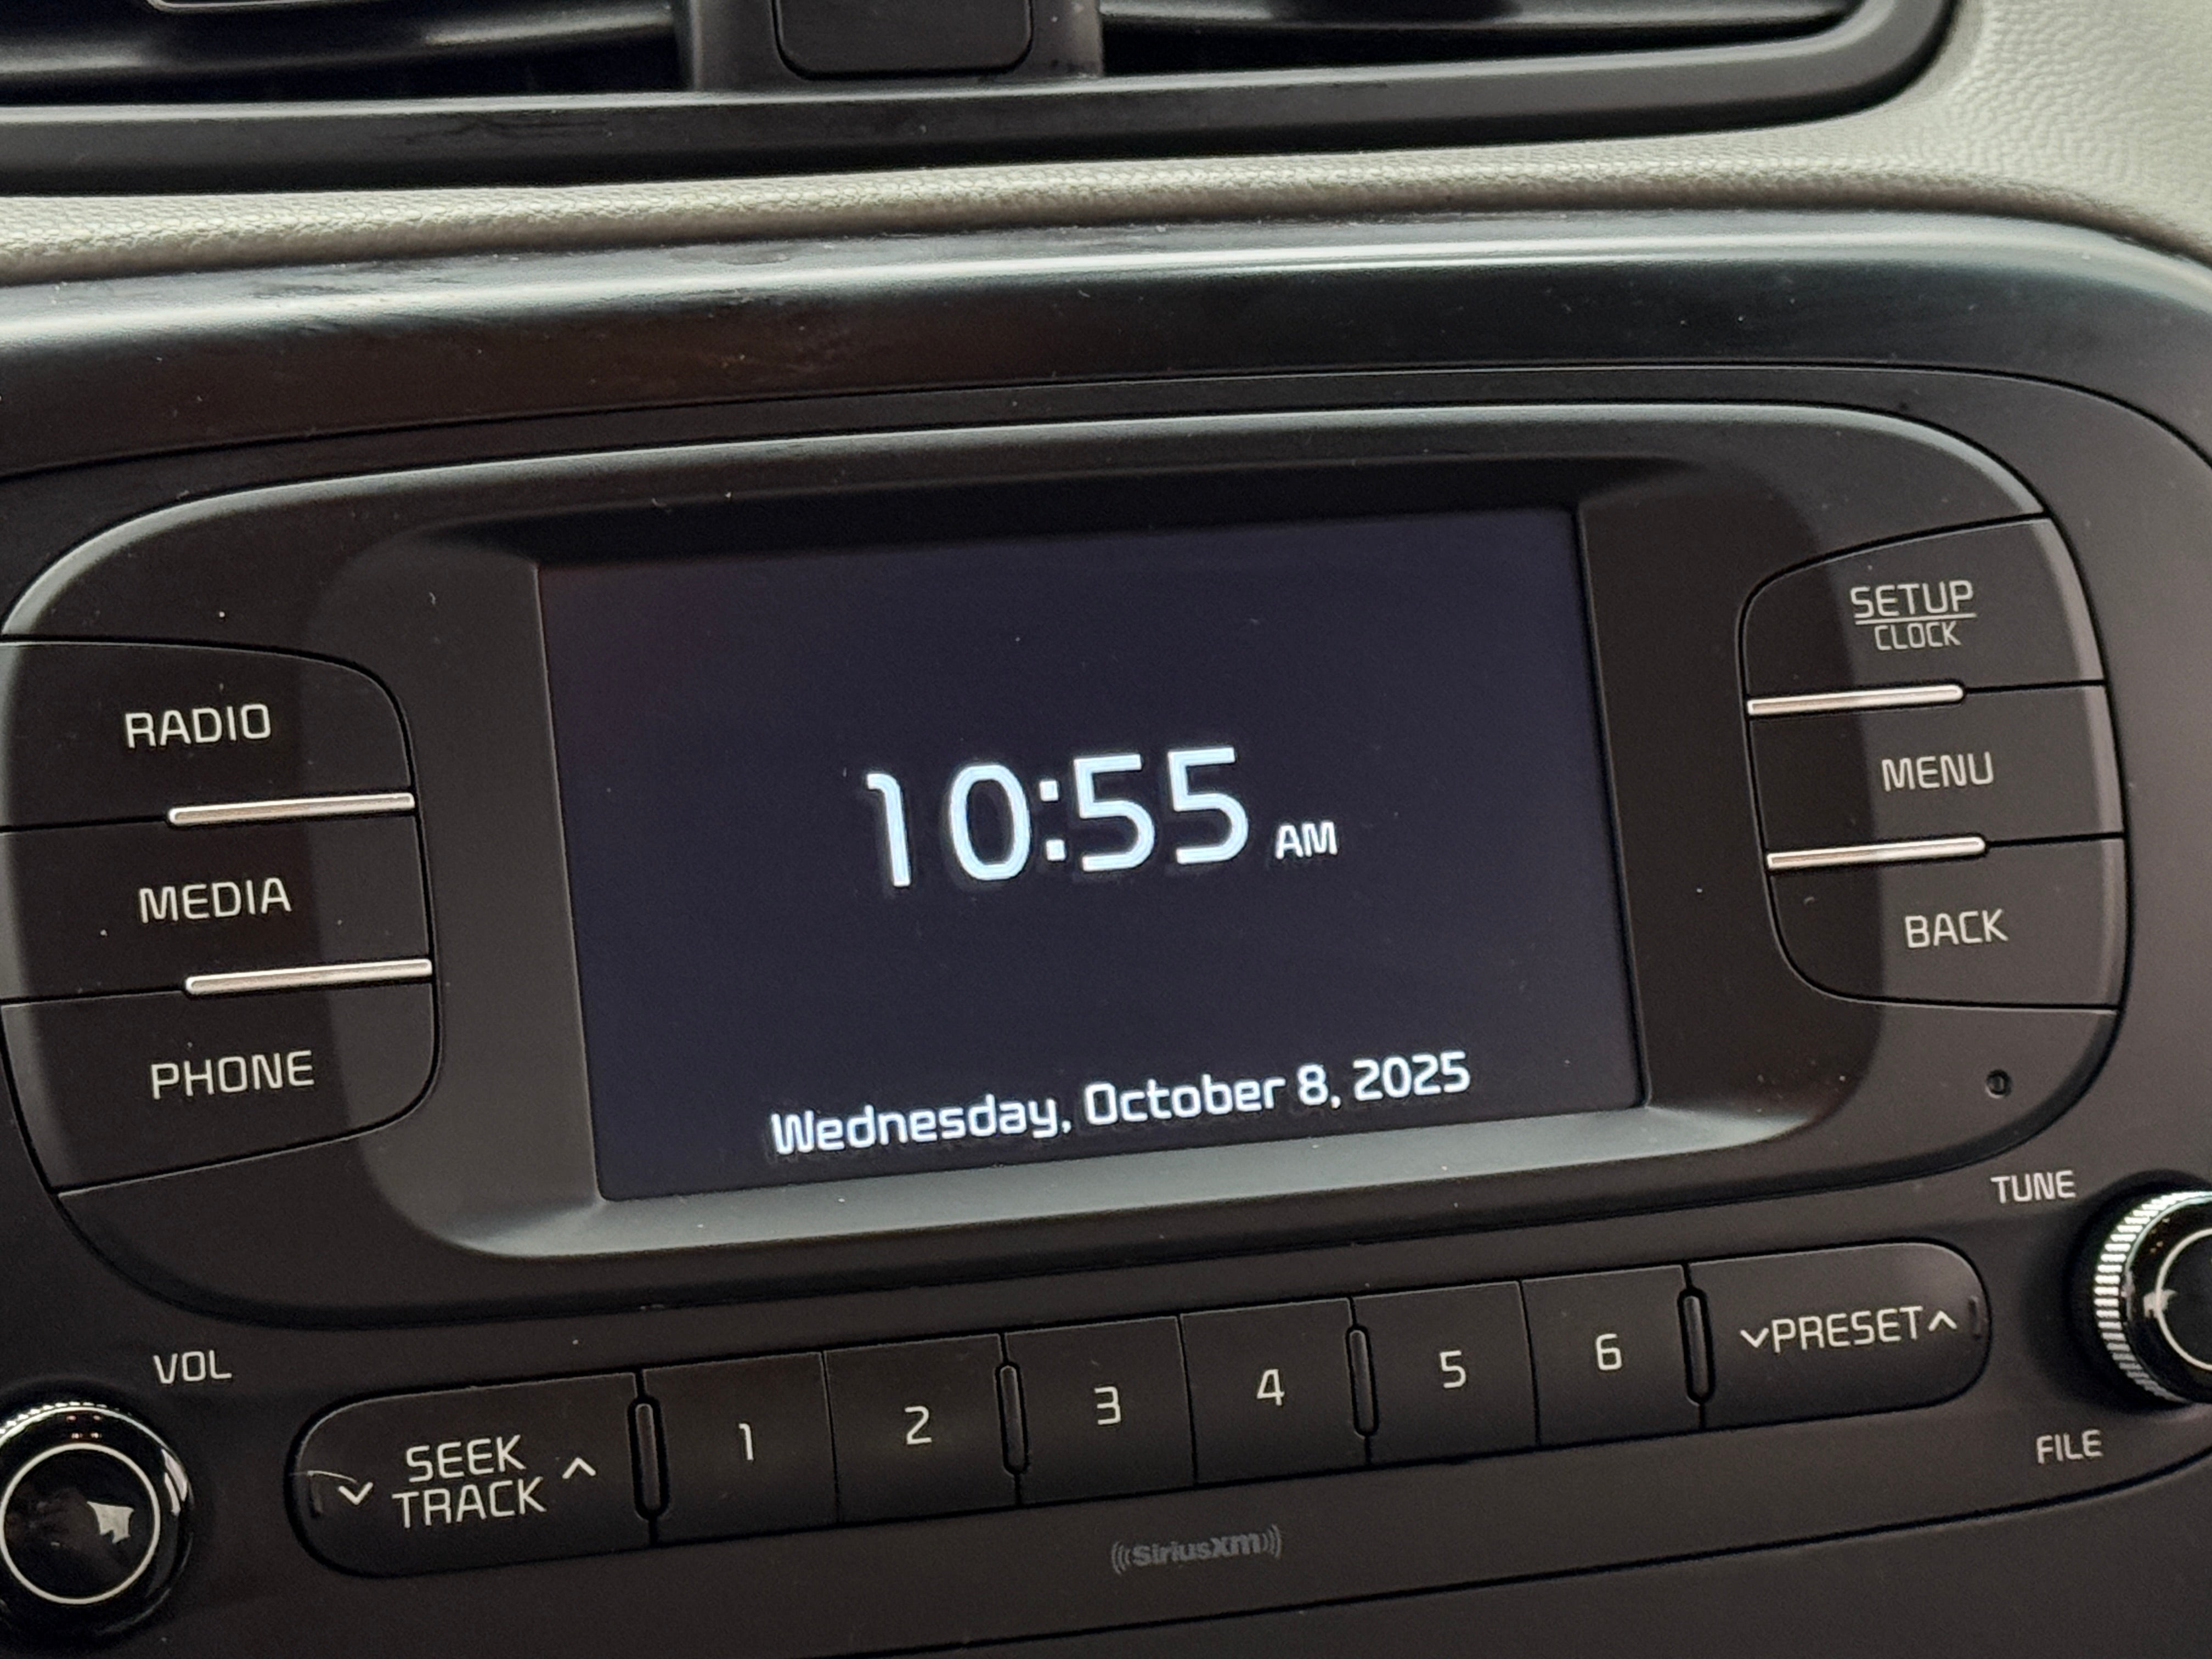 RADIO
MEDIA
PHONE
10:55 AM
Wednesday, October 8, 2025
SETUP
CLOCK
MENU
BACK
TUNE
FILE
VOL
SEEK
TRACK
1 2 3 4 5 6
PRESET
SiriusXm